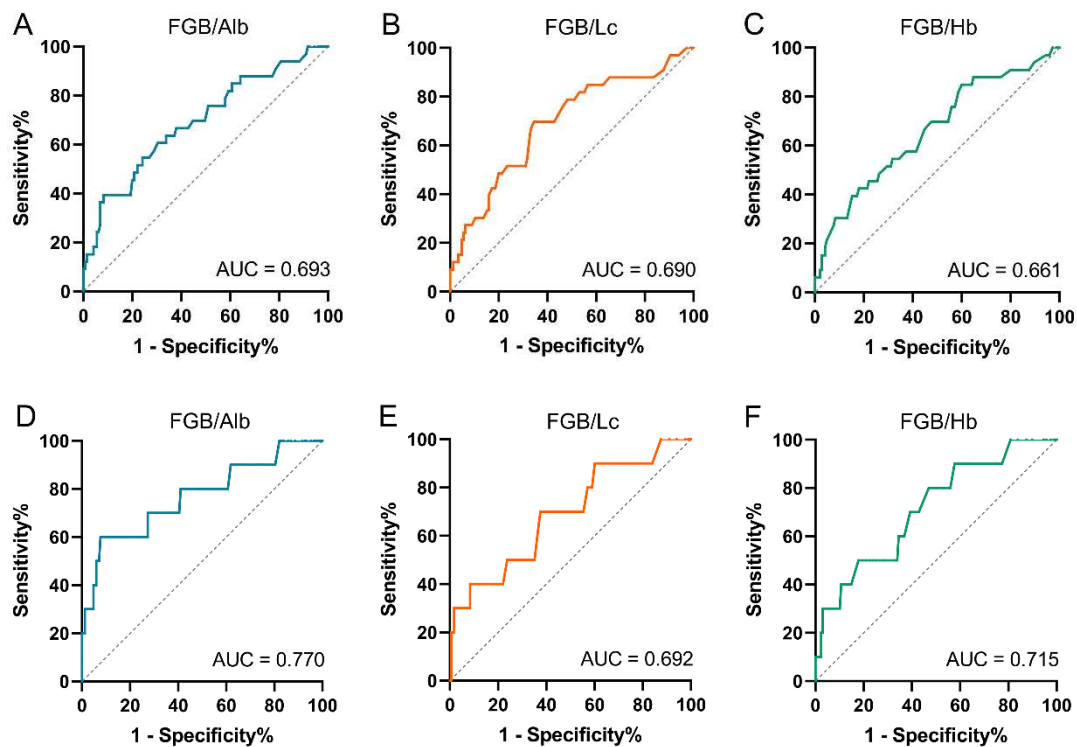 A
FGB/Alb
100
80
60
40
20
0
Sensitivity%
AUC = 0.693
0 20 40 60 80 100
1 - Specificity%
B
FGB/Lc
100
80
60
40
20
0
Sensitivity%
AUC = 0.690
0 20 40 60 80 100
1 - Specificity%
C
FGB/Hb
100
80
60
40
20
0
Sensitivity%
AUC = 0.661
0 20 40 60 80 100
1 - Specificity%
D
FGB/Alb
100
80
60
40
20
0
Sensitivity%
AUC = 0.770
0 20 40 60 80 100
1 - Specificity%
E
FGB/Lc
100
80
60
40
20
0
Sensitivity%
AUC = 0.692
0 20 40 60 80 100
1 - Specificity%
F
FGB/Hb
100
80
60
40
20
0
Sensitivity%
AUC = 0.715
0 20 40 60 80 100
1 - Specificity%